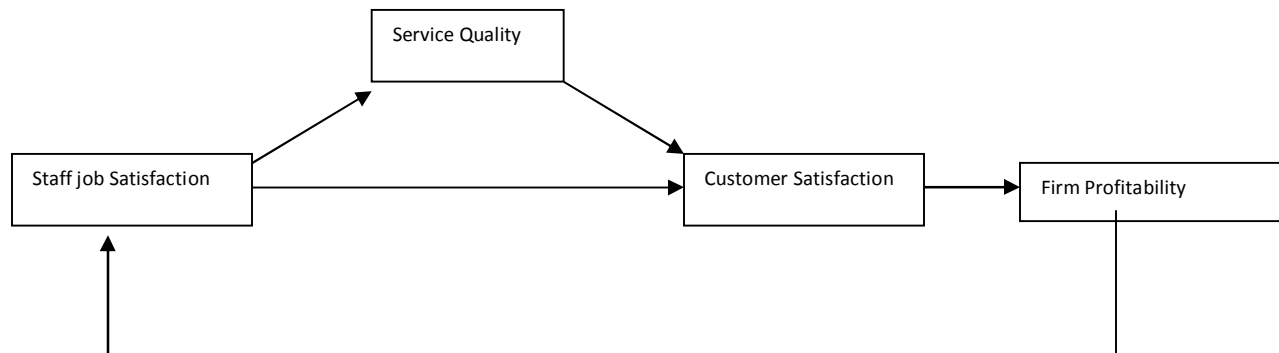 Service Quality
Staff job Satisfaction
Customer Satisfaction
Firm Profitability